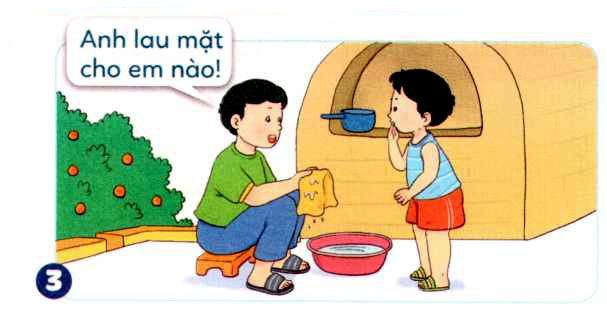 Anh lau mặt
cho em nào!
3